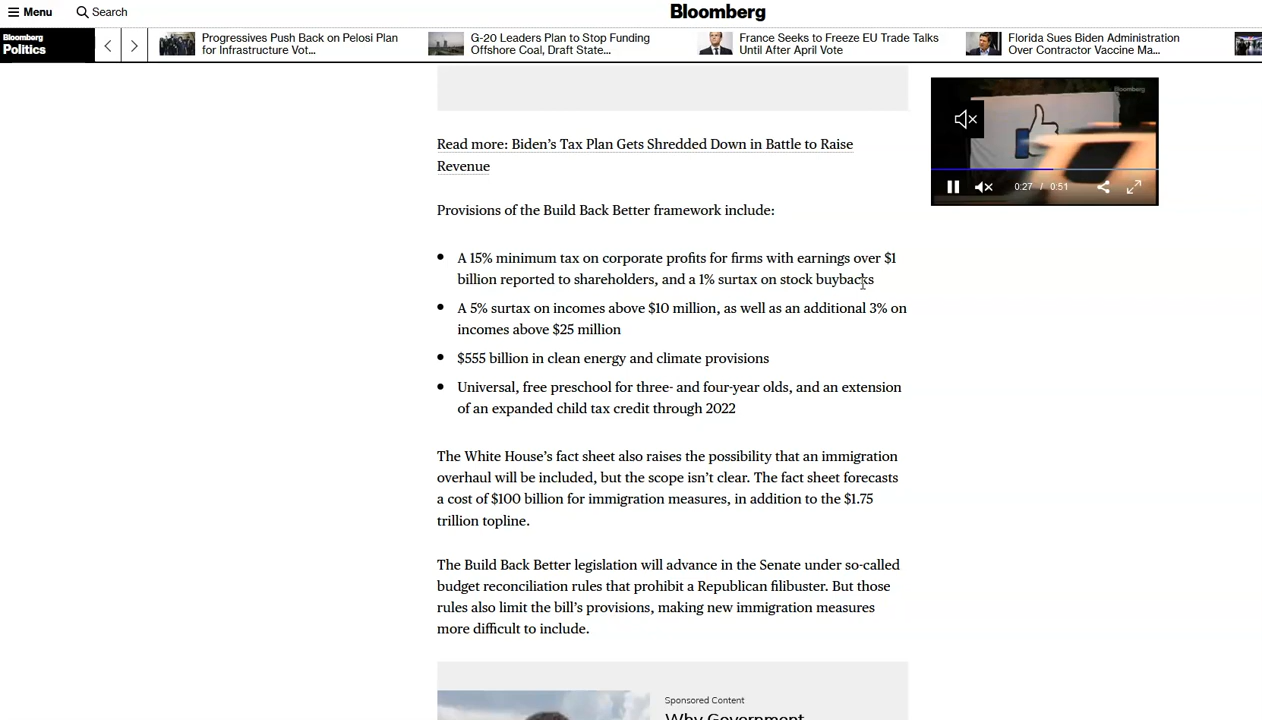 Menu
Search
Bloomberg
Bloomberg
Politics
Progressives Push Back on Pelosi Plan
for Infrastructure Vot...
G-20 Leaders Plan to Stop Funding
Offshore Coal, Draft State...
France Seeks to Freeze EU Trade Talks
Until After April Vote
Florida Sues Biden Administration
Over Contractor Vaccine Ma...
Bloomberg
0:27 / 0:51
Read more: Biden’s Tax Plan Gets Shredded Down in Battle to Raise
Revenue
Provisions of the Build Back Better framework include:
A 15% minimum tax on corporate profits for firms with earnings over $1
billion reported to shareholders, and a 1% surtax on stock buybacks
A 5% surtax on incomes above $10 million, as well as an additional 3% on
incomes above $25 million
$555 billion in clean energy and climate provisions
Universal, free preschool for three- and four-year olds, and an extension
of an expanded child tax credit through 2022
The White House’s fact sheet also raises the possibility that an immigration
overhaul will be included, but the scope isn’t clear. The fact sheet forecasts
a cost of $100 billion for immigration measures, in addition to the $1.75
trillion topline.
The Build Back Better legislation will advance in the Senate under so-called
budget reconciliation rules that prohibit a Republican filibuster. But those
rules also limit the bill’s provisions, making new immigration measures
more difficult to include.
Sponsored Content
Why Government